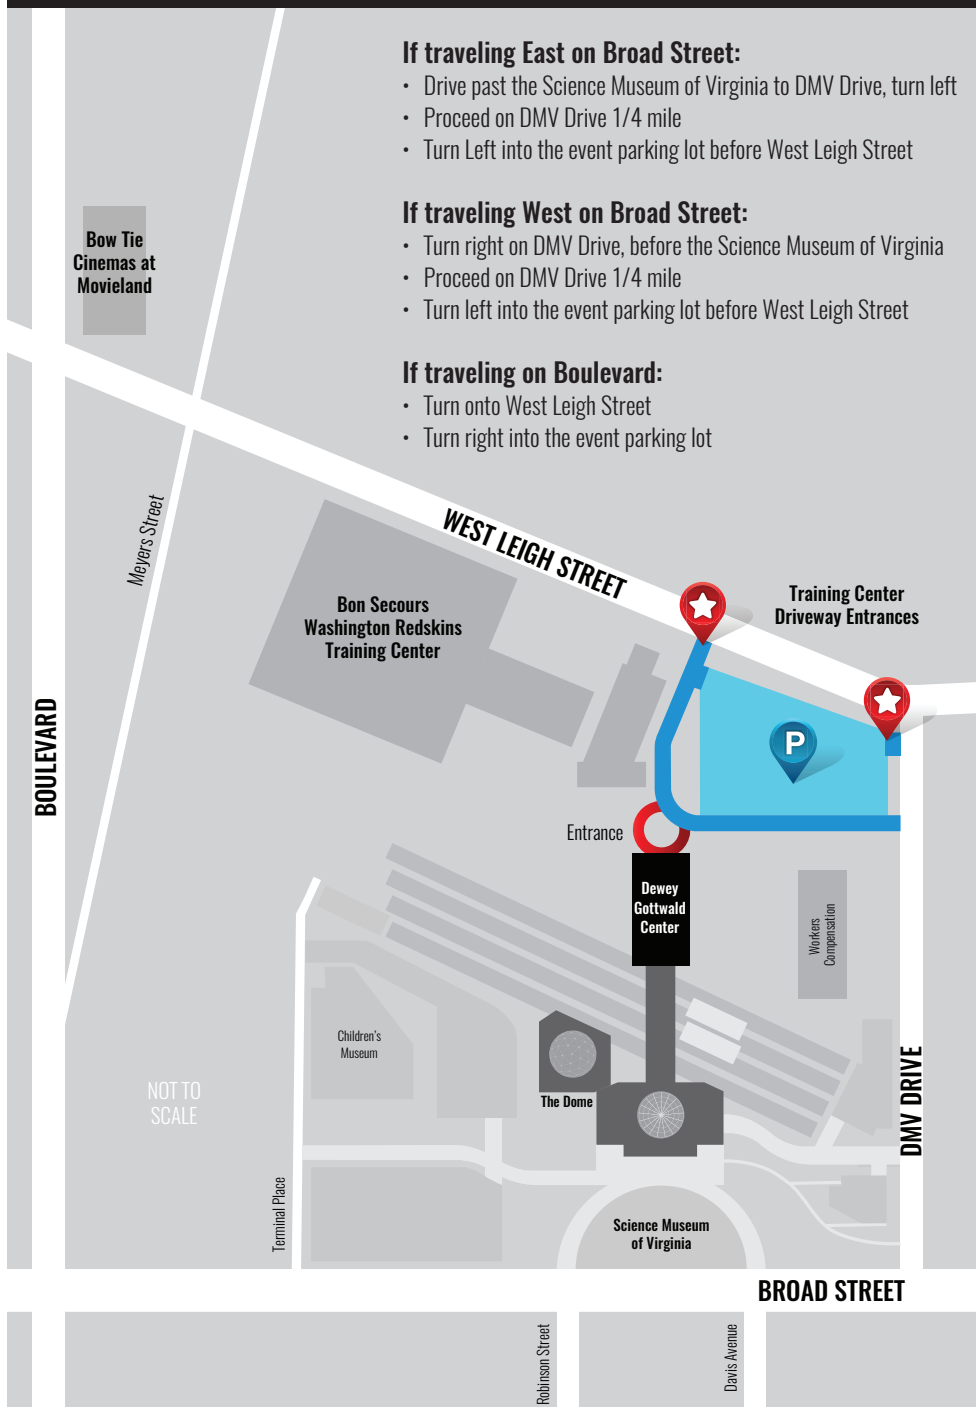 If traveling East on Broad Street:
• Drive past the Science Museum of Virginia to DMV Drive, turn left
• Proceed on DMV Drive 1/4 mile
• Turn Left into the event parking lot before West Leigh Street
If traveling West on Broad Street:
• Turn right on DMV Drive, before the Science Museum of Virginia
• Proceed on DMV Drive 1/4 mile
• Turn left into the event parking lot before West Leigh Street
If traveling on Boulevard:
• Turn onto West Leigh Street
• Turn right into the event parking lot
Bow Tie
Cinemas at
Movieland
Meyers Street
WEST LEIGH STREET
Training Center
Driveway Entrances
Bon Secours
Washington Redskins
Training Center
BOULEVARD
P
Entrance
Dewey
Gottwald
Center
Workers
Compensation
Children's
Museum
NOT TO
SCALE
The Dome
DMV DRIVE
Terminal Place
Science Museum
of Virginia
BROAD STREET
Robinson Street
Davis Avenue